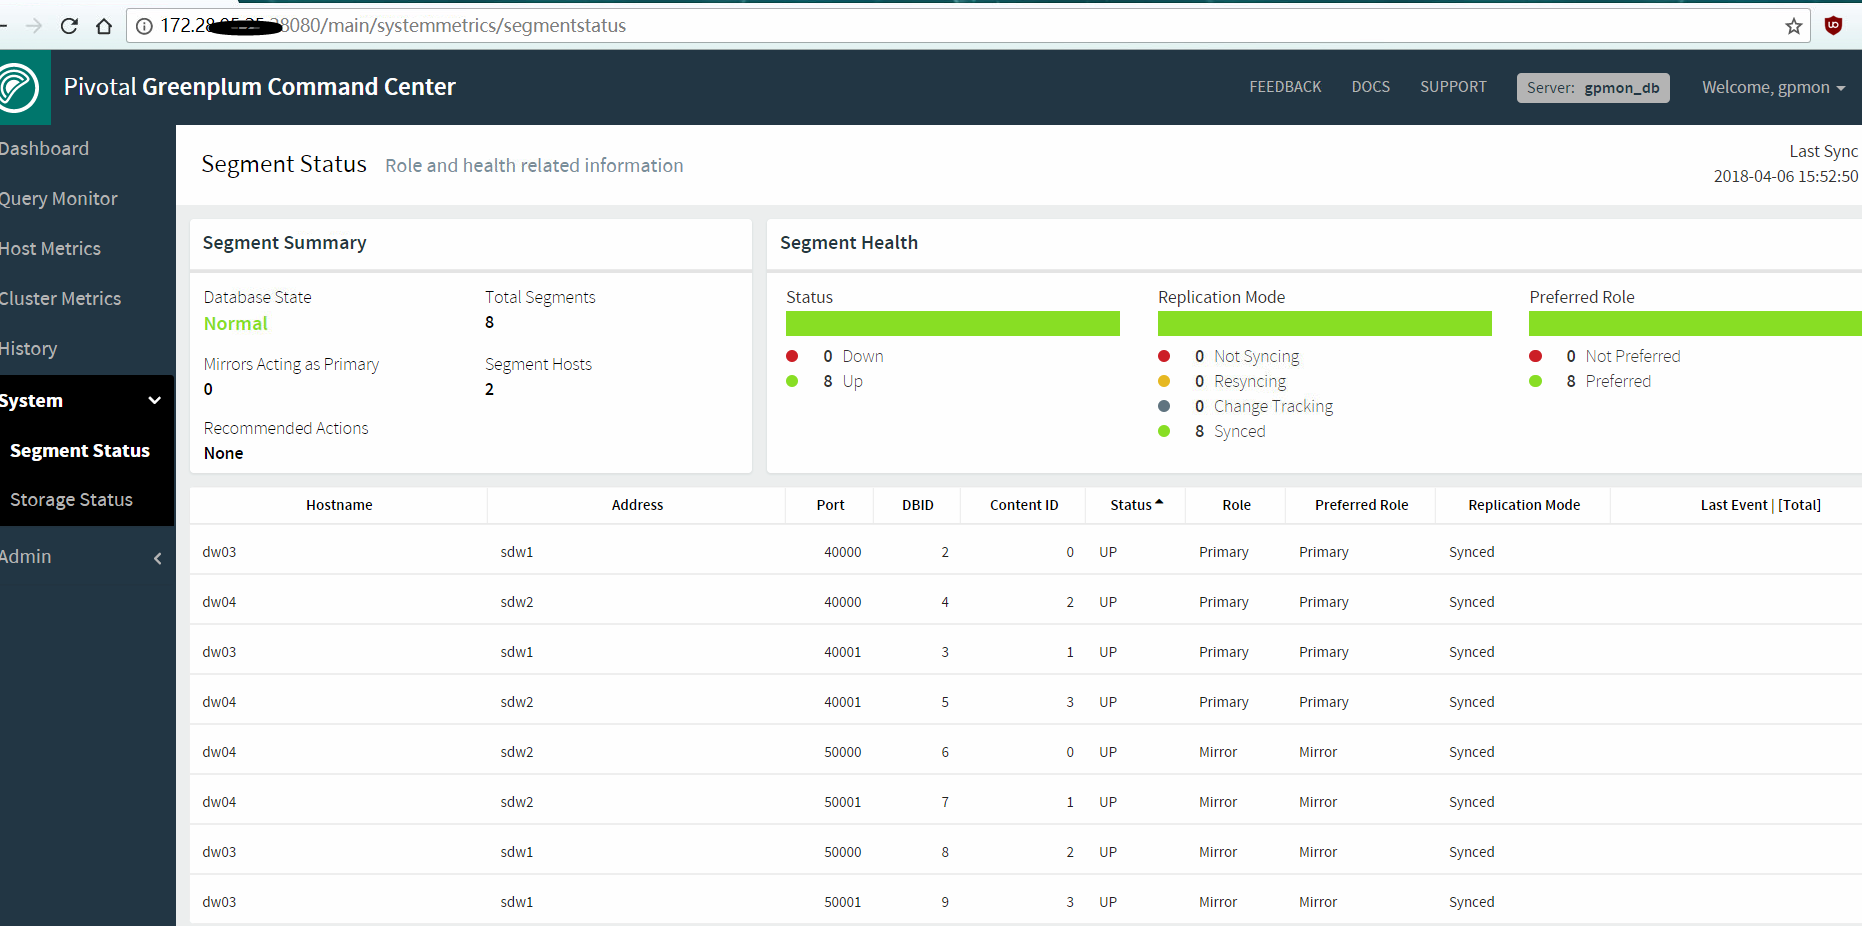 172.28 8080/main/systemmetrics/segmentstatus
Pivotal Greenplum Command Center
FEEDBACK DOCS SUPPORT Server: gpmon_db Welcome, gpmon
Dashboard
Query Monitor
Host Metrics
Cluster Metrics
History
System
Segment Status
Storage Status
Admin
Segment Status Role and health related information
Last Sync
2018-04-06 15:52:50
Segment Summary
Database State
Normal
Total Segments
8
Mirrors Acting as Primary
0
Segment Hosts
2
Recommended Actions
None
Segment Health
Status
0 Down
8 Up
Replication Mode
0 Not Syncing
0 Resyncing
0 Change Tracking
8 Synced
Preferred Role
0 Not Preferred
8 Preferred
Hostname Address Port DBID Content ID Status Role Preferred Role Replication Mode Last Event | [Total]
dw03 sdw1 40000 2 0 UP Primary Primary Synced
dw04 sdw2 40000 4 2 UP Primary Primary Synced
dw03 sdw1 40001 3 1 UP Primary Primary Synced
dw04 sdw2 40001 5 3 UP Primary Primary Synced
dw04 sdw2 50000 6 0 UP Mirror Mirror Synced
dw04 sdw2 50001 7 1 UP Mirror Mirror Synced
dw03 sdw1 50000 8 2 UP Mirror Mirror Synced
dw03 sdw1 50001 9 3 UP Mirror Mirror Synced